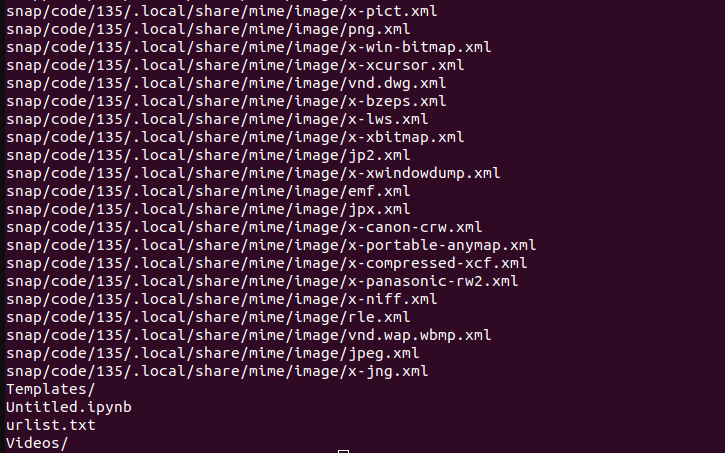 snap/code/135/.local/share/mime/image/x-pict.xml
snap/code/135/.local/share/mime/image/png.xml
snap/code/135/.local/share/mime/image/x-win-bitmap.xml
snap/code/135/.local/share/mime/image/x-xcursor.xml
snap/code/135/.local/share/mime/image/vnd.dwg.xml
snap/code/135/.local/share/mime/image/x-bzeps.xml
snap/code/135/.local/share/mime/image/x-lws.xml
snap/code/135/.local/share/mime/image/x-xbitmap.xml
snap/code/135/.local/share/mime/image/jp2.xml
snap/code/135/.local/share/mime/image/x-xwindowdump.xml
snap/code/135/.local/share/mime/image/emf.xml
snap/code/135/.local/share/mime/image/jpx.xml
snap/code/135/.local/share/mime/image/x-canon-crw.xml
snap/code/135/.local/share/mime/image/x-portable-anymap.xml
snap/code/135/.local/share/mime/image/x-compressed-xcf.xml
snap/code/135/.local/share/mime/image/x-panasonic-rw2.xml
snap/code/135/.local/share/mime/image/x-niff.xml
snap/code/135/.local/share/mime/image/rle.xml
snap/code/135/.local/share/mime/image/vnd.wap.wbmp.xml
snap/code/135/.local/share/mime/image/jpeg.xml
snap/code/135/.local/share/mime/image/x-jng.xml
Templates/
Untitled.ipynb
urlist.txt
Videos/